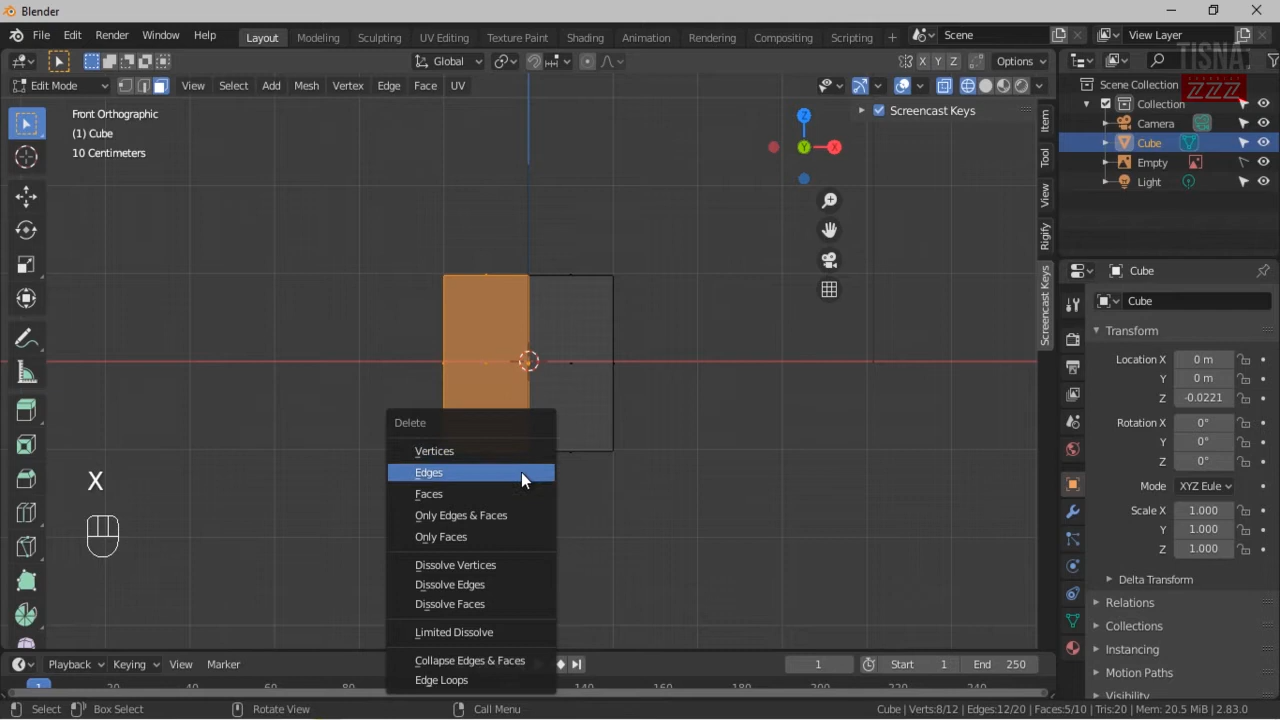 Blender
File Edit Render Window Help
Layout Modeling Sculpting UV Editing Texture Paint Shading Animation Rendering Compositing Scripting + Scene View Layer
Global X Y Z Options
Edit Mode View Select Add Mesh Vertex Edge Face UV
Front Orthographic
(1) Cube
10 Centimeters
Screencast Keys
Z
Y
X
Item
Tool
View
Rigify
Screencast Keys
TISNA
ZZZ
Scene Collection
Collection
Camera
Cube
Empty
Light
Cube
Cube
Transform
Location X 0 m
Y 0 m
Z -0.0221
Rotation X 0°
Y 0°
Z 0°
Mode XYZ Eule
Scale X 1.000
Y 1.000
Z 1.000
Delta Transform
Relations
Collections
Instancing
Motion Paths
Visibility
X
Delete
Vertices
Edges
Faces
Only Edges & Faces
Only Faces
Dissolve Vertices
Dissolve Edges
Dissolve Faces
Limited Dissolve
Collapse Edges & Faces
Edge Loops
Playback Keying View Marker 1 Start 1 End 250
1 20 40 60 80 140 160 180 200 220 240
Select Box Select Rotate View Call Menu Cube | Verts:8/12 | Edges:12/20 | Faces:5/10 | Tris:20 | Mem: 20.5 MiB | 2.83.0